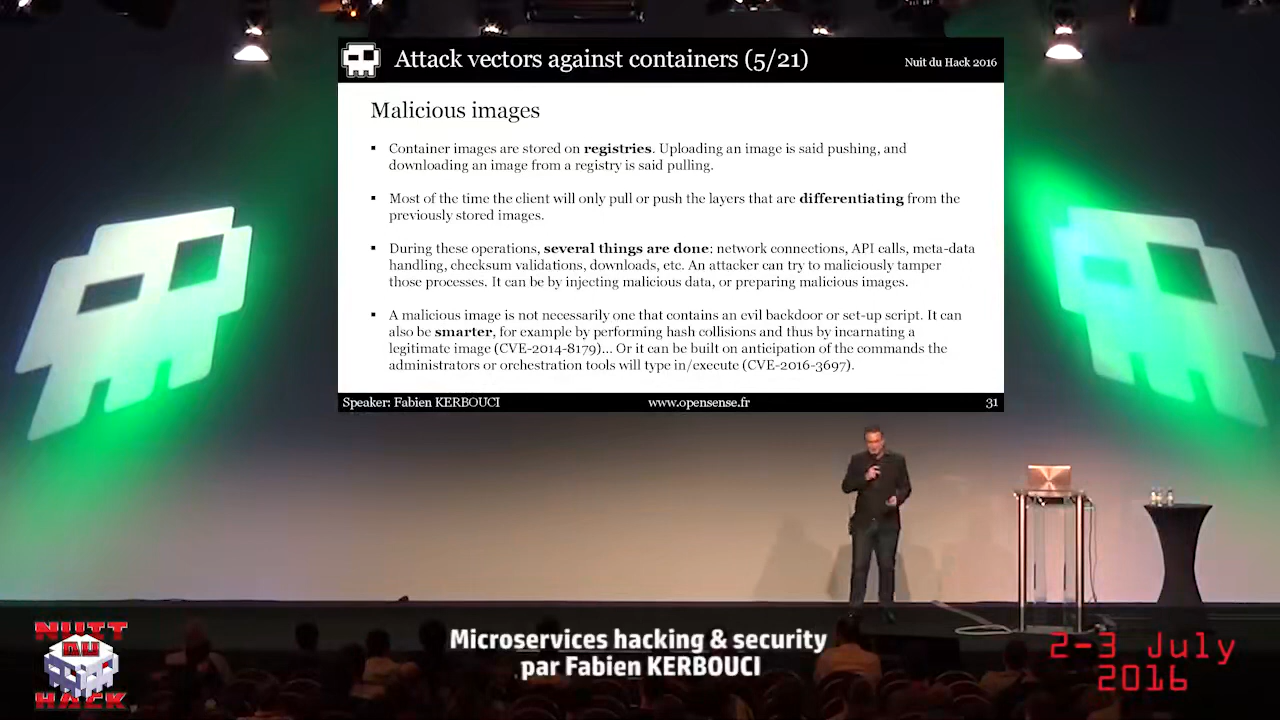 Attack vectors against containers (5/21)
Nuit du Hack 2016
Malicious images
▪ Container images are stored on registries. Uploading an image is said pushing, and
downloading an image from a registry is said pulling.
▪ Most of the time the client will only pull or push the layers that are differentiating from the
previously stored images.
▪ During these operations, several things are done: network connections, API calls, meta-data
handling, checksum validations, downloads, etc. An attacker can try to maliciously tamper
those processes. It can be by injecting malicious data, or preparing malicious images.
▪ A malicious image is not necessarily one that contains an evil backdoor or set-up script. It can
also be smarter, for example by performing hash collisions and thus by incarnating a
legitimate image (CVE-2014-8179)... Or it can be built on anticipation of the commands the
administrators or orchestration tools will type in/execute (CVE-2016-3697).
Speaker: Fabien KERBOUCI
www.opensense.fr
31
NUIT
DU
HACK
Microservices hacking & security
par Fabien KERBOUCI
2-3 July
2016